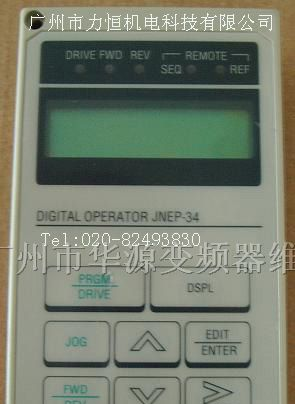 广州市力恒机电科技有限公司
DRIVE FWD REV REMOTE
SEQ REF
DIGITAL OPERATOR JNEP-34
Tel:020-82493830
广州市华源变频器维
PRGM
DRIVE
DSPL
JOG
EDIT
ENTER
FWD
REV